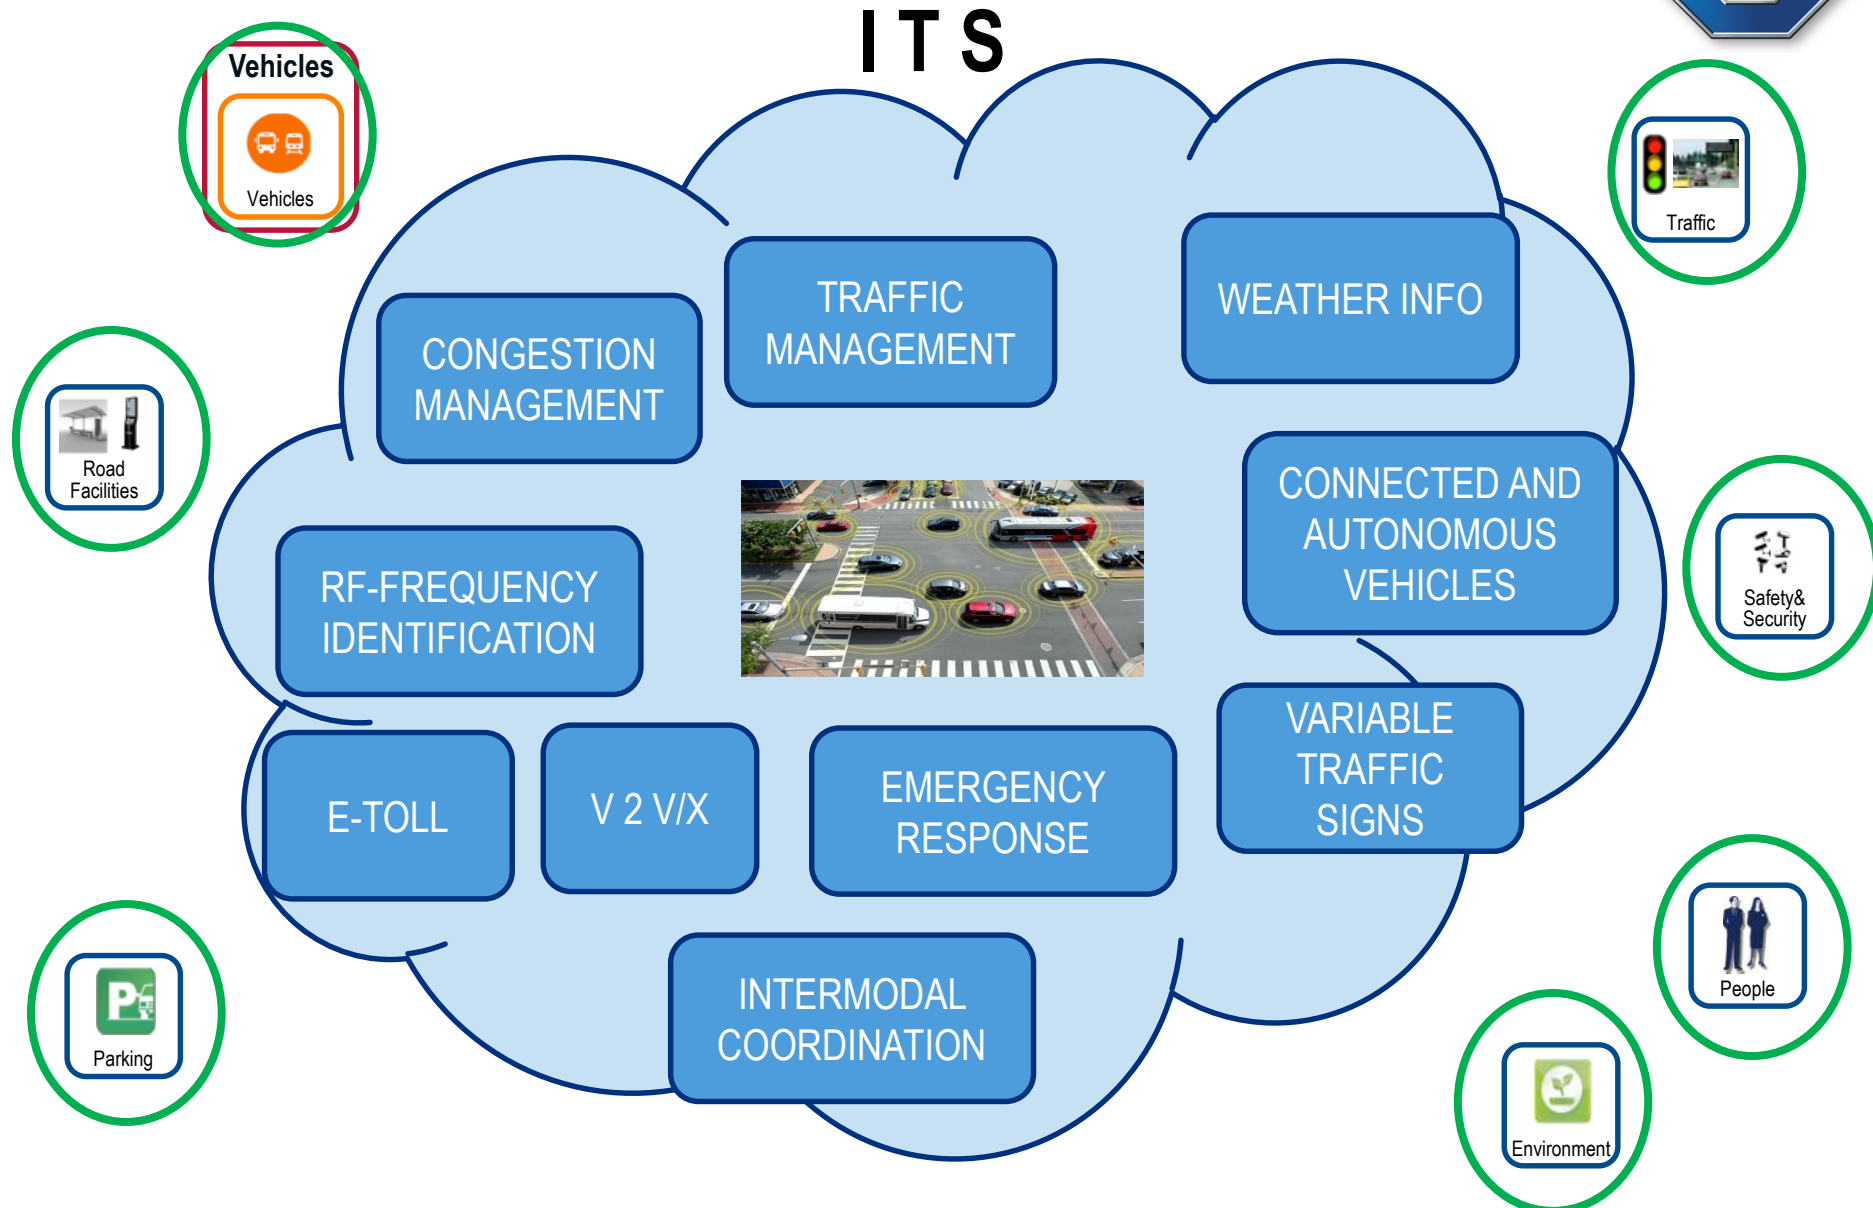 I T S
Vehicles
Vehicles
Traffic
TRAFFIC
MANAGEMENT
WEATHER INFO
CONGESTION
MANAGEMENT
Road
Facilities
CONNECTED AND
AUTONOMOUS
VEHICLES
RF-FREQUENCY
IDENTIFICATION
Safety&
Security
VARIABLE
TRAFFIC
SIGNS
E-TOLL
V 2 V/X
EMERGENCY
RESPONSE
People
INTERMODAL
COORDINATION
P
Parking
Environment